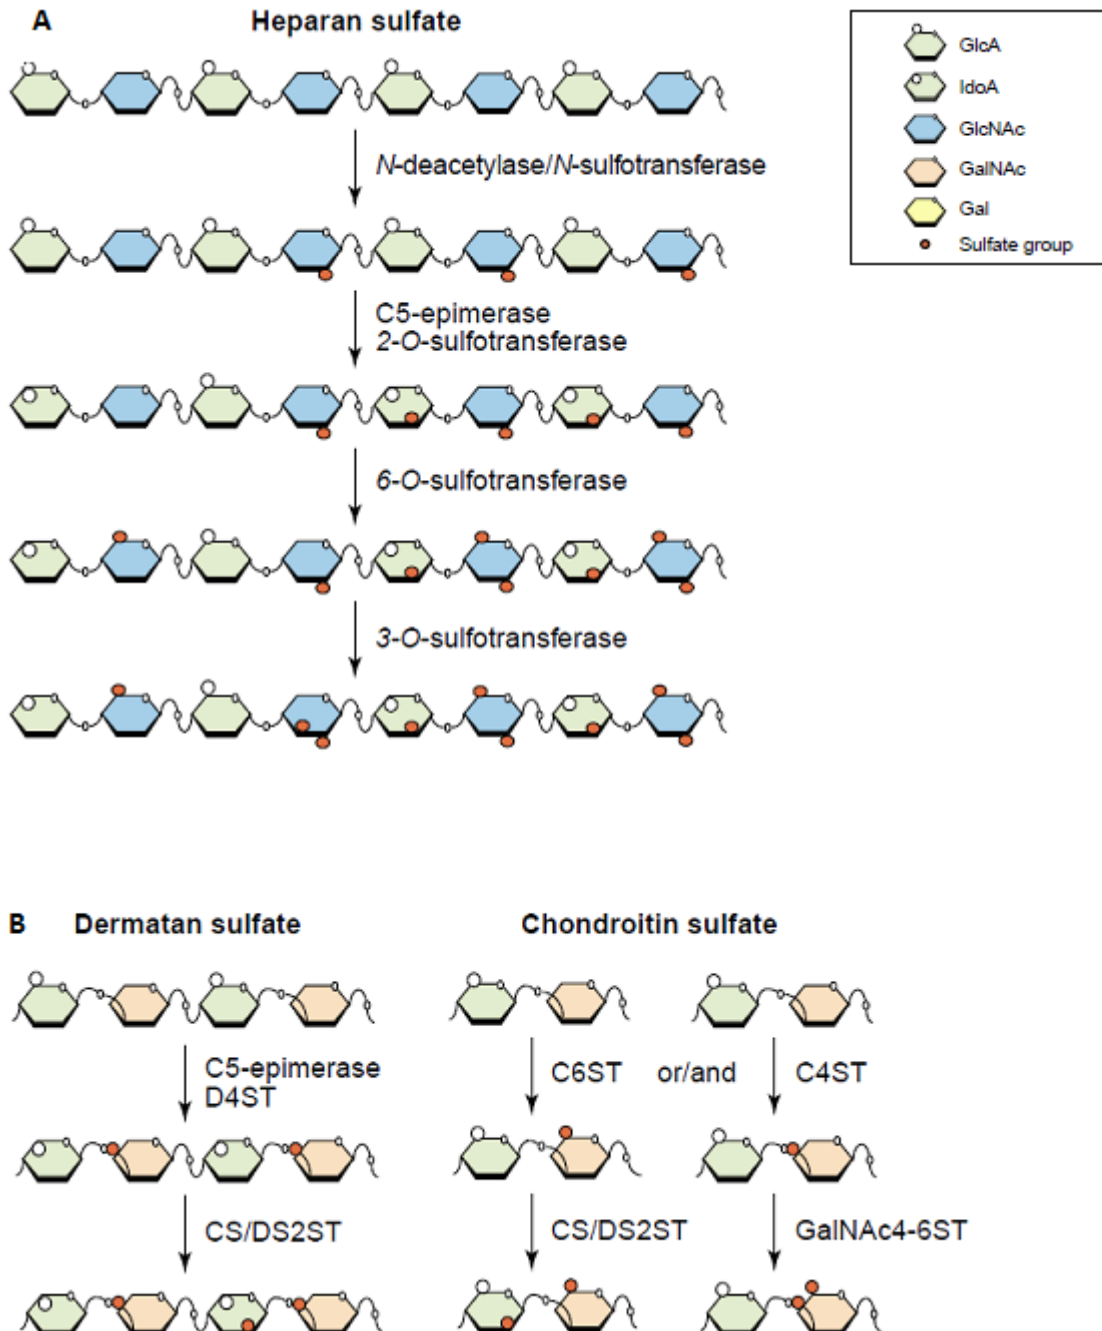 A Heparan sulfate
GlcA
IdoA
GlcNAc
GalNAc
Gal
Sulfate group
N-deacetylase/N-sulfotransferase
C5-epimerase
2-O-sulfotransferase
6-O-sulfotransferase
3-O-sulfotransferase
B Dermatan sulfate Chondroitin sulfate
C5-epimerase
D4ST
C6ST or/and C4ST
CS/DS2ST CS/DS2ST GalNAc4-6ST